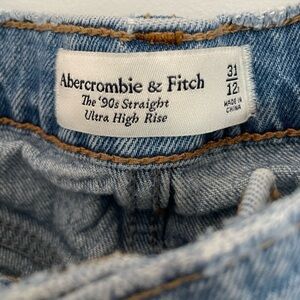 Abercrombie & Fitch
The '90s Straight
Ultra High Rise
31
12
MADE IN
CHINA